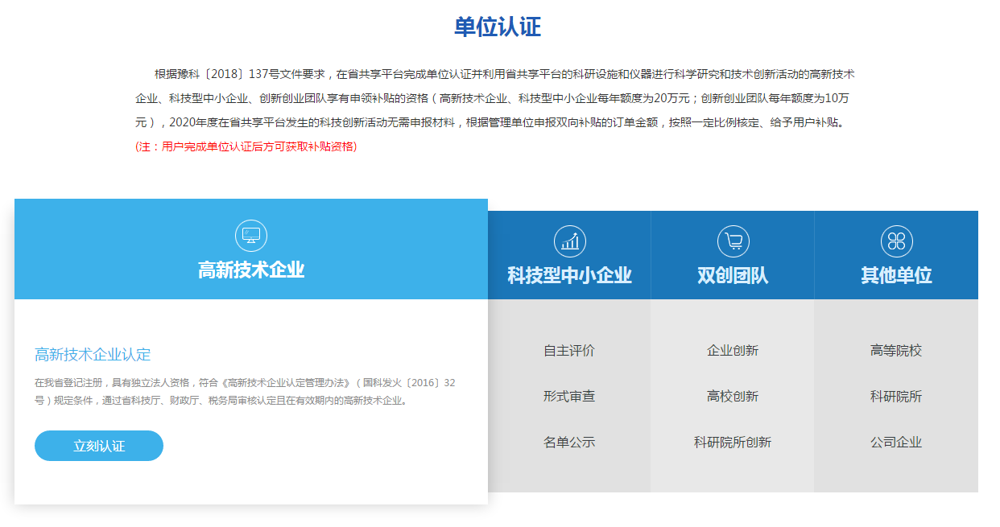 单位认证
根据豫科〔2018〕137号文件要求，在省共享平台完成单位认证并利用省共享平台的科研设施和仪器进行科学研究和技术创新活动的高新技术
企业、科技型中小企业、创新创业团队享有申领补贴的资格（高新技术企业、科技型中小企业每年额度为20万元；创新创业团队每年额度为10万
元），2020年度在省共享平台发生的科技创新活动无需申报材料，根据管理单位申报双向补贴的订单金额，按照一定比例核定、给予用户补贴。
(注：用户完成单位认证后方可获取补贴资格)
高新技术企业
高新技术企业认定
在我省登记注册，具有独立法人资格，符合《高新技术企业认定管理办法》（国科发火〔2016〕32
号）规定条件，通过省科技厅、财政厅、税务局审核认定且在有效期内的高新技术企业。
立刻认证
科技型中小企业
自主评价
形式审查
名单公示
双创团队
企业创新
高校创新
科研院所创新
其他单位
高等院校
科研院所
公司企业